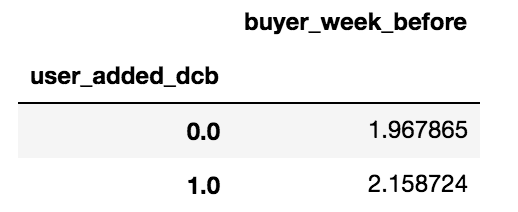 buyer_week_before
user_added_dcb
0.0 1.967865
1.0 2.158724